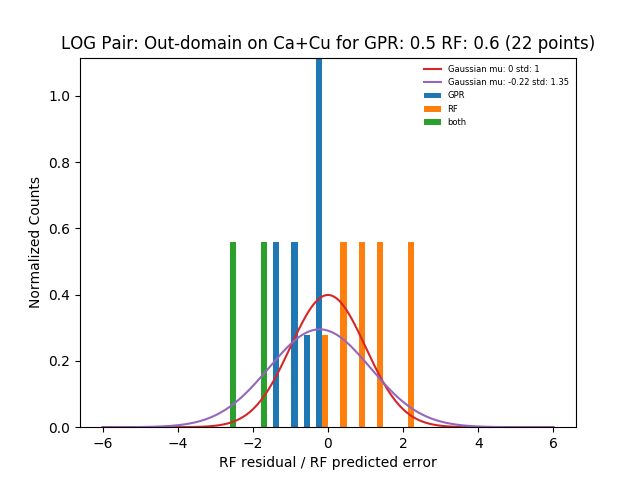 LOG Pair: Out-domain on Ca+Cu for GPR: 0.5 RF: 0.6 (22 points)
Gaussian mu: 0 std: 1
Gaussian mu: -0.22 std: 1.35
GPR
RF
both
1.0
0.8
0.6
0.4
0.2
0.0
Normalized Counts
−6 −4 −2 0 2 4 6
RF residual / RF predicted error